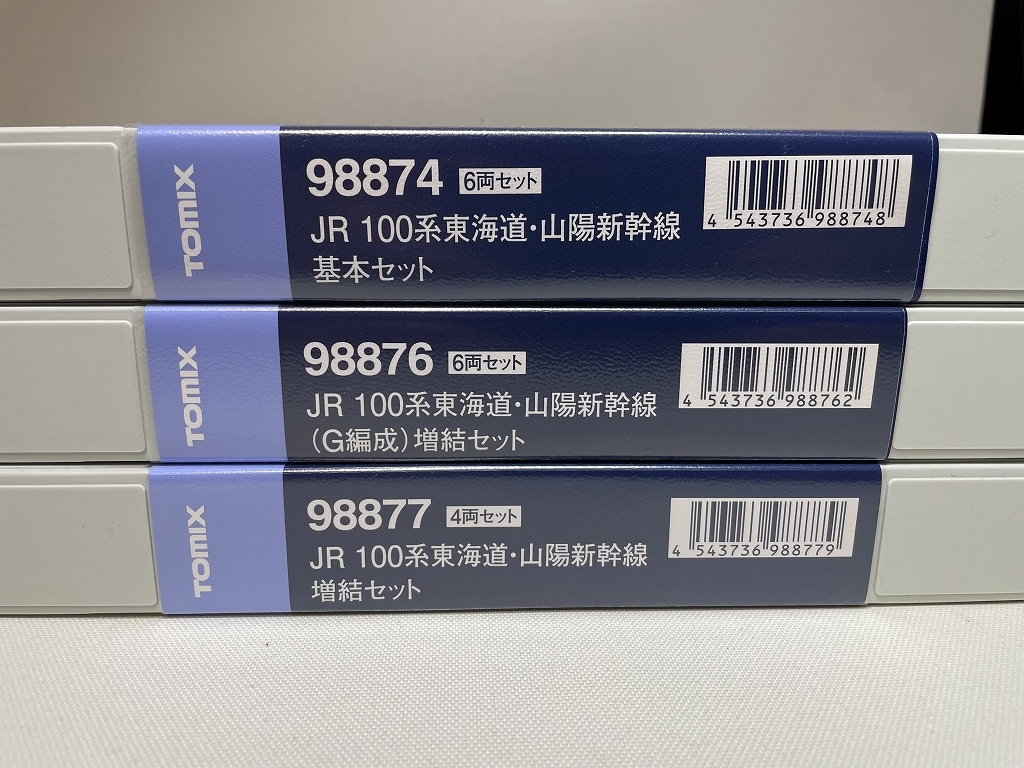 TOMIX
98874 6両セット
JR 100系東海道・山陽新幹線
基本セット
4 543736 988748
TOMIX
98876 6両セット
JR 100系東海道・山陽新幹線
(G編成)増結セット
4 543736 988762
TOMIX
98877 4両セット
JR 100系東海道・山陽新幹線
増結セット
4 543736 988779